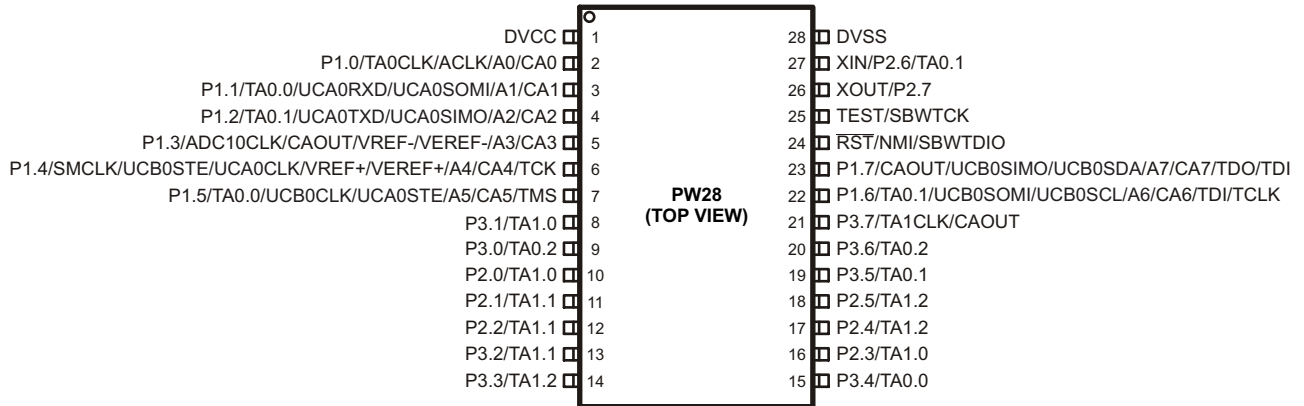 DVCC 1 28 DVSS
P1.0/TA0CLK/ACLK/A0/CA0 2 27 XIN/P2.6/TA0.1
P1.1/TA0.0/UCA0RXD/UCA0SOMI/A1/CA1 3 26 XOUT/P2.7
P1.2/TA0.1/UCA0TXD/UCA0SIMO/A2/CA2 4 25 TEST/SBWTCK
P1.3/ADC10CLK/CAOUT/VREF-/VEREF-/A3/CA3 5 24 RST/NMI/SBWTDIO
P1.4/SMCLK/UCB0STE/UCA0CLK/VREF+/VEREF+/A4/CA4/TCK 6 23 P1.7/CAOUT/UCB0SIMO/UCB0SDA/A7/CA7/TDO/TDI
P1.5/TA0.0/UCB0CLK/UCA0STE/A5/CA5/TMS 7 PW28 22 P1.6/TA0.1/UCB0SOMI/UCB0SCL/A6/CA6/TDI/TCLK
P3.1/TA1.0 8 (TOP VIEW) 21 P3.7/TA1CLK/CAOUT
P3.0/TA0.2 9 20 P3.6/TA0.2
P2.0/TA1.0 10 19 P3.5/TA0.1
P2.1/TA1.1 11 18 P2.5/TA1.2
P2.2/TA1.1 12 17 P2.4/TA1.2
P3.2/TA1.1 13 16 P2.3/TA1.0
P3.3/TA1.2 14 15 P3.4/TA0.0